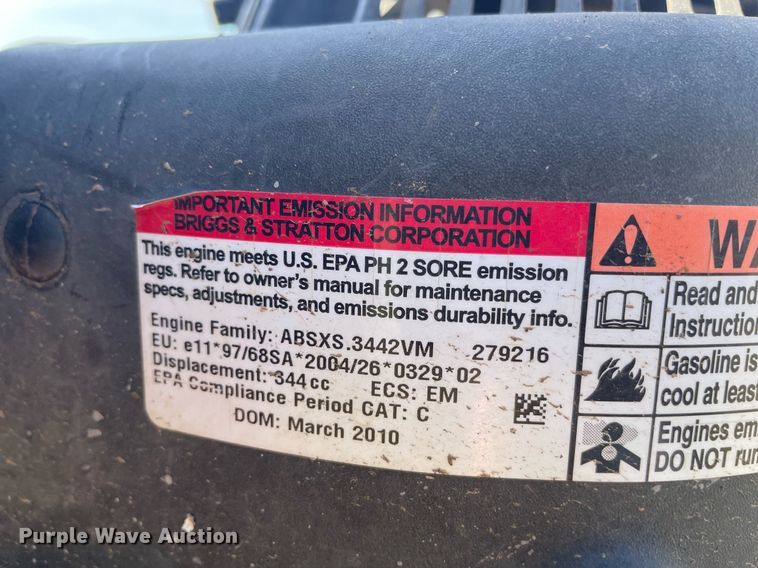 IMPORTANT EMISSION INFORMATION
BRIGGS & STRATTON CORPORATION
This engine meets U.S. EPA PH 2 SORE emission
regs. Refer to owner's manual for maintenance
specs, adjustments, and emissions durability info.
Engine Family: ABSXS.3442VM 279216
EU: e11*97/68SA*2004/26*0329*02
Displacement: 344cc ECS: EM
EPA Compliance Period CAT: C
DOM: March 2010
WA
Read and
Instruction
Gasoline is
cool at least
Engines em
DO NOT run
Purple Wave Auction